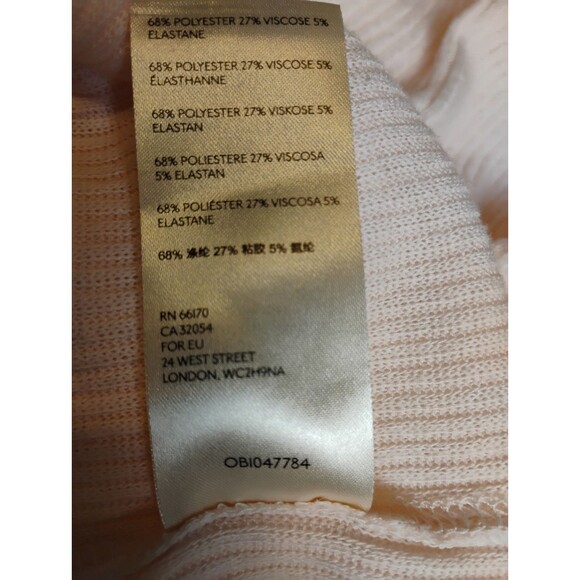 68% POLYESTER 27% VISCOSE 5%
ELASTANE
68% POLYESTER 27% VISCOSE 5%
ÉLASTHANNE
68% POLYESTER 27% VISKOSE 5%
ELASTAN
68% POLIESTERE 27% VISCOSA
5% ELASTAN
68% POLIÉSTER 27% VISCOSA 5%
ELASTANE
68% 涤纶 27% 粘胶 5% 氨纶
RN 66170
CA 32054
FOR EU
24 WEST STREET
LONDON, WC2H9NA
OB1047784